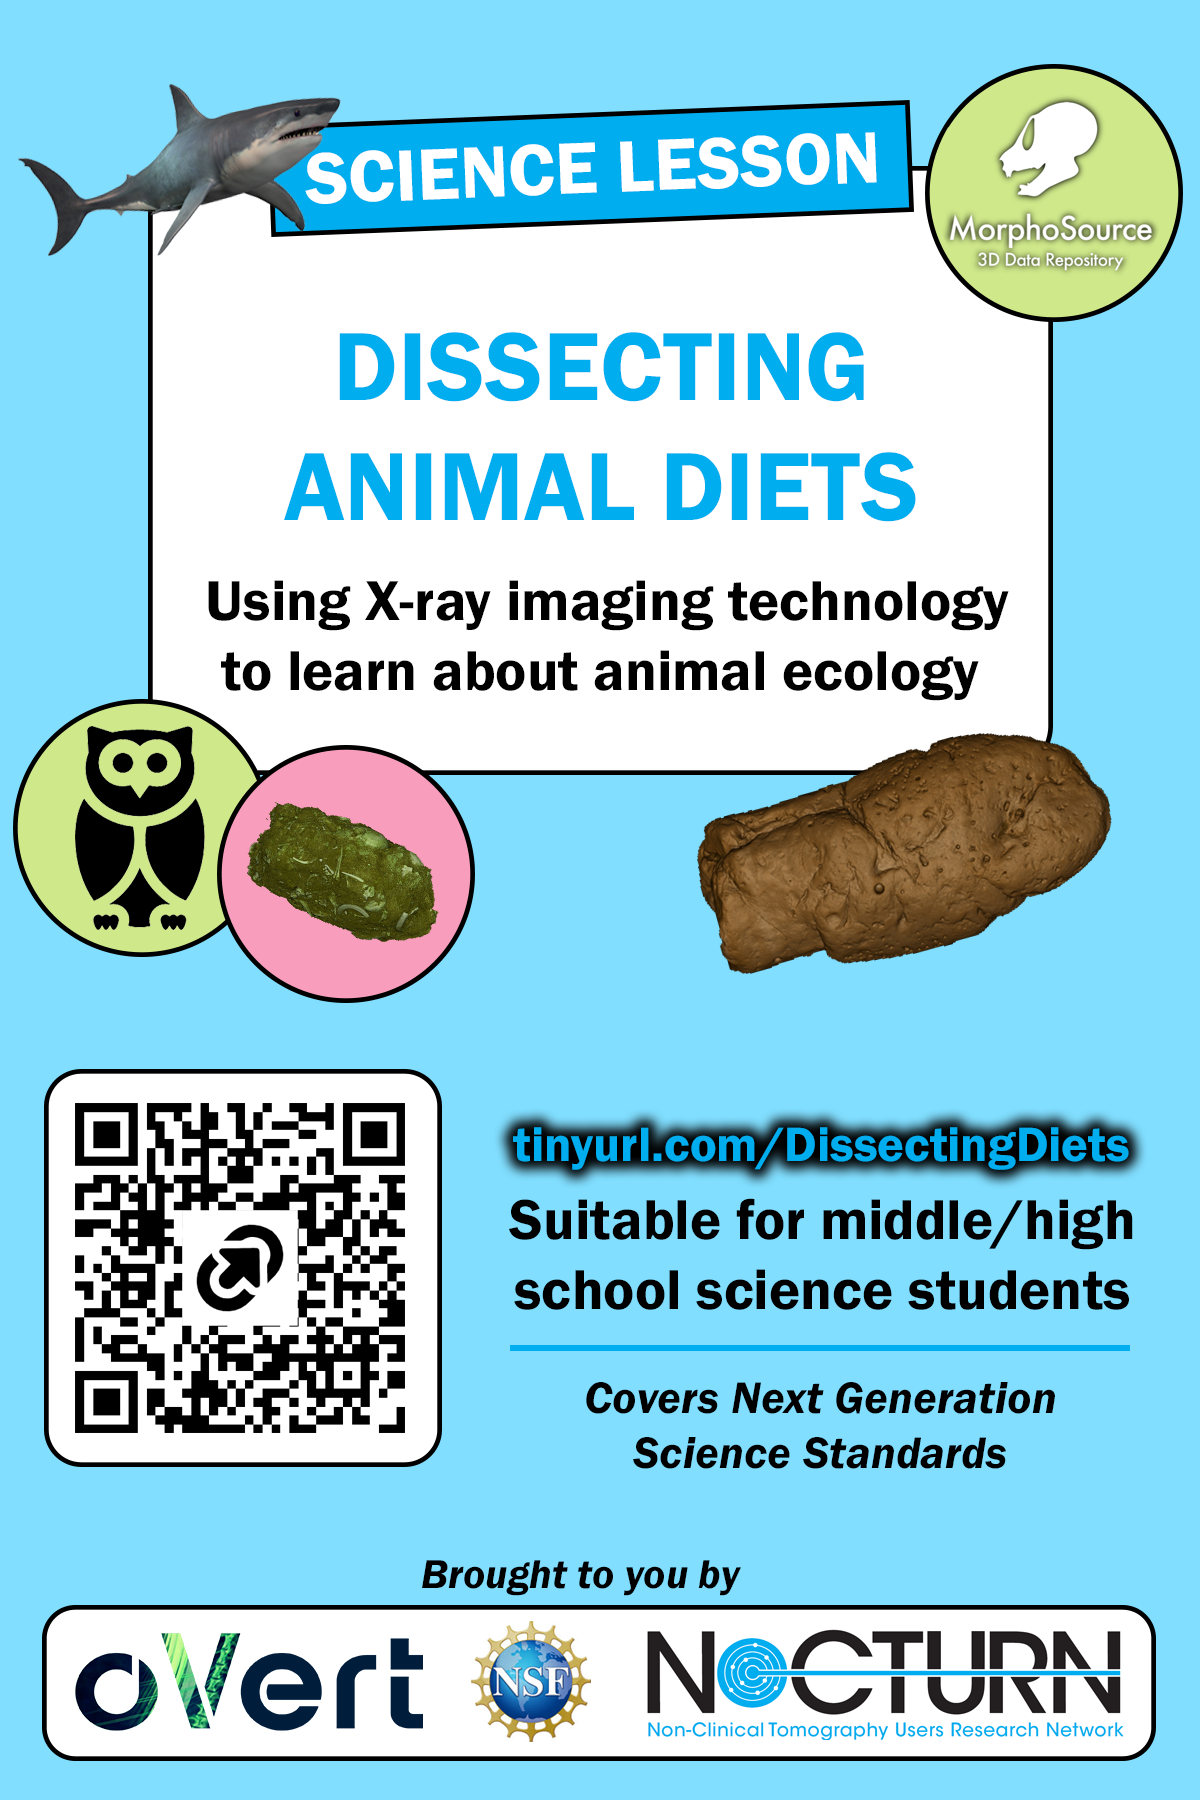 SCIENCE LESSON
MorphoSource
3D Data Repository
DISSECTING
ANIMAL DIETS
Using X-ray imaging technology
to learn about animal ecology
tinyurl.com/DissectingDiets
Suitable for middle/high
school science students
Covers Next Generation
Science Standards
Brought to you by
oVert
NSF
NOCTURN
Non-Clinical Tomography Users Research Network